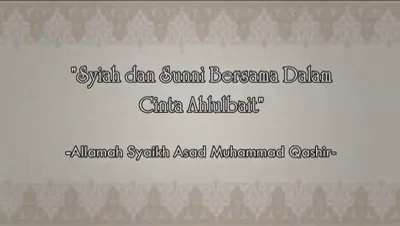 "Syiah dan Sunni Bersama Dalam
Cinta Ahlulbait"
-Allamah Syaikh Asad Muhammad Qashir-